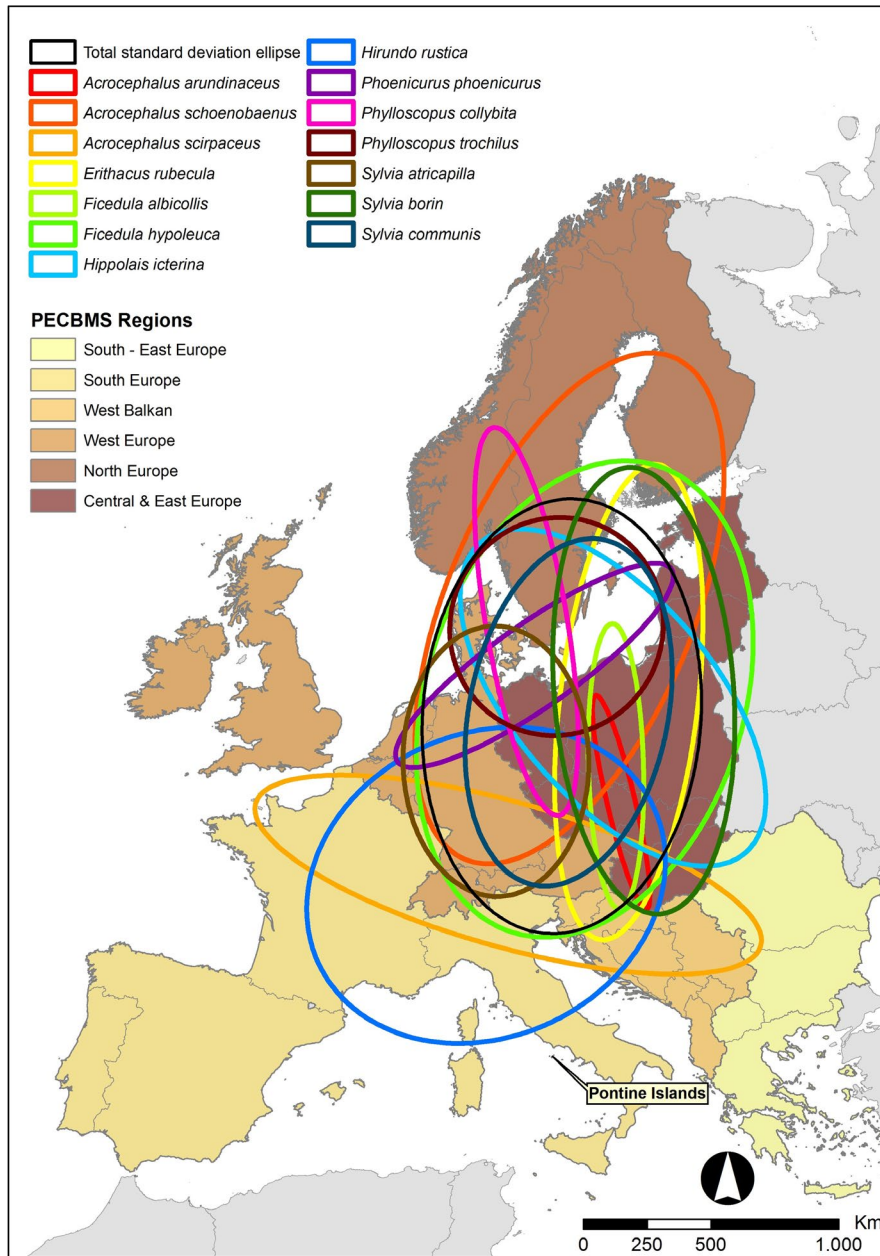 Total standard deviation ellipse
Acrocephalus arundinaceus
Acrocephalus schoenobaenus
Acrocephalus scirpaceus
Erithacus rubecula
Ficedula albicollis
Ficedula hypoleuca
Hippolais icterina
Hirundo rustica
Phoenicurus phoenicurus
Phylloscopus collybita
Phylloscopus trochilus
Sylvia atricapilla
Sylvia borin
Sylvia communis
PECBMS Regions
South - East Europe
South Europe
West Balkan
West Europe
North Europe
Central & East Europe
Pontine Islands
Km
0 250 500 1.000